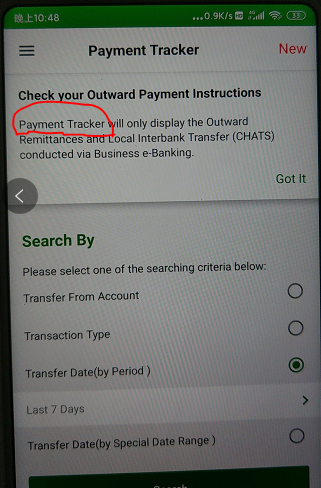 晚上10:48
...0.9K/s HD 4G 33
Payment Tracker
New
Check your Outward Payment Instructions
Payment Tracker will only display the Outward
Remittances and Local Interbank Transfer (CHATS)
conducted via Business e-Banking.
Got It
Search By
Please select one of the searching criteria below:
Transfer From Account
Transaction Type
Transfer Date(by Period )
Last 7 Days
Transfer Date(by Special Date Range )
Search